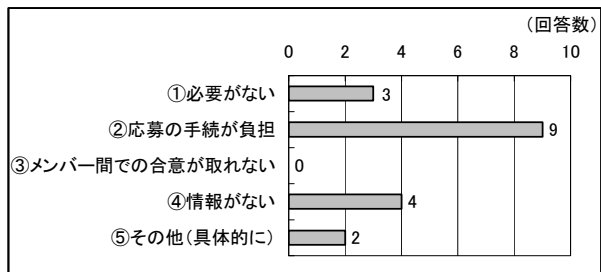 （回答数）
0 2 4 6 8 10
①必要がない 3
②応募の手続が負担 9
③メンバー間での合意が取れない 0
④情報がない 4
⑤その他（具体的に） 2